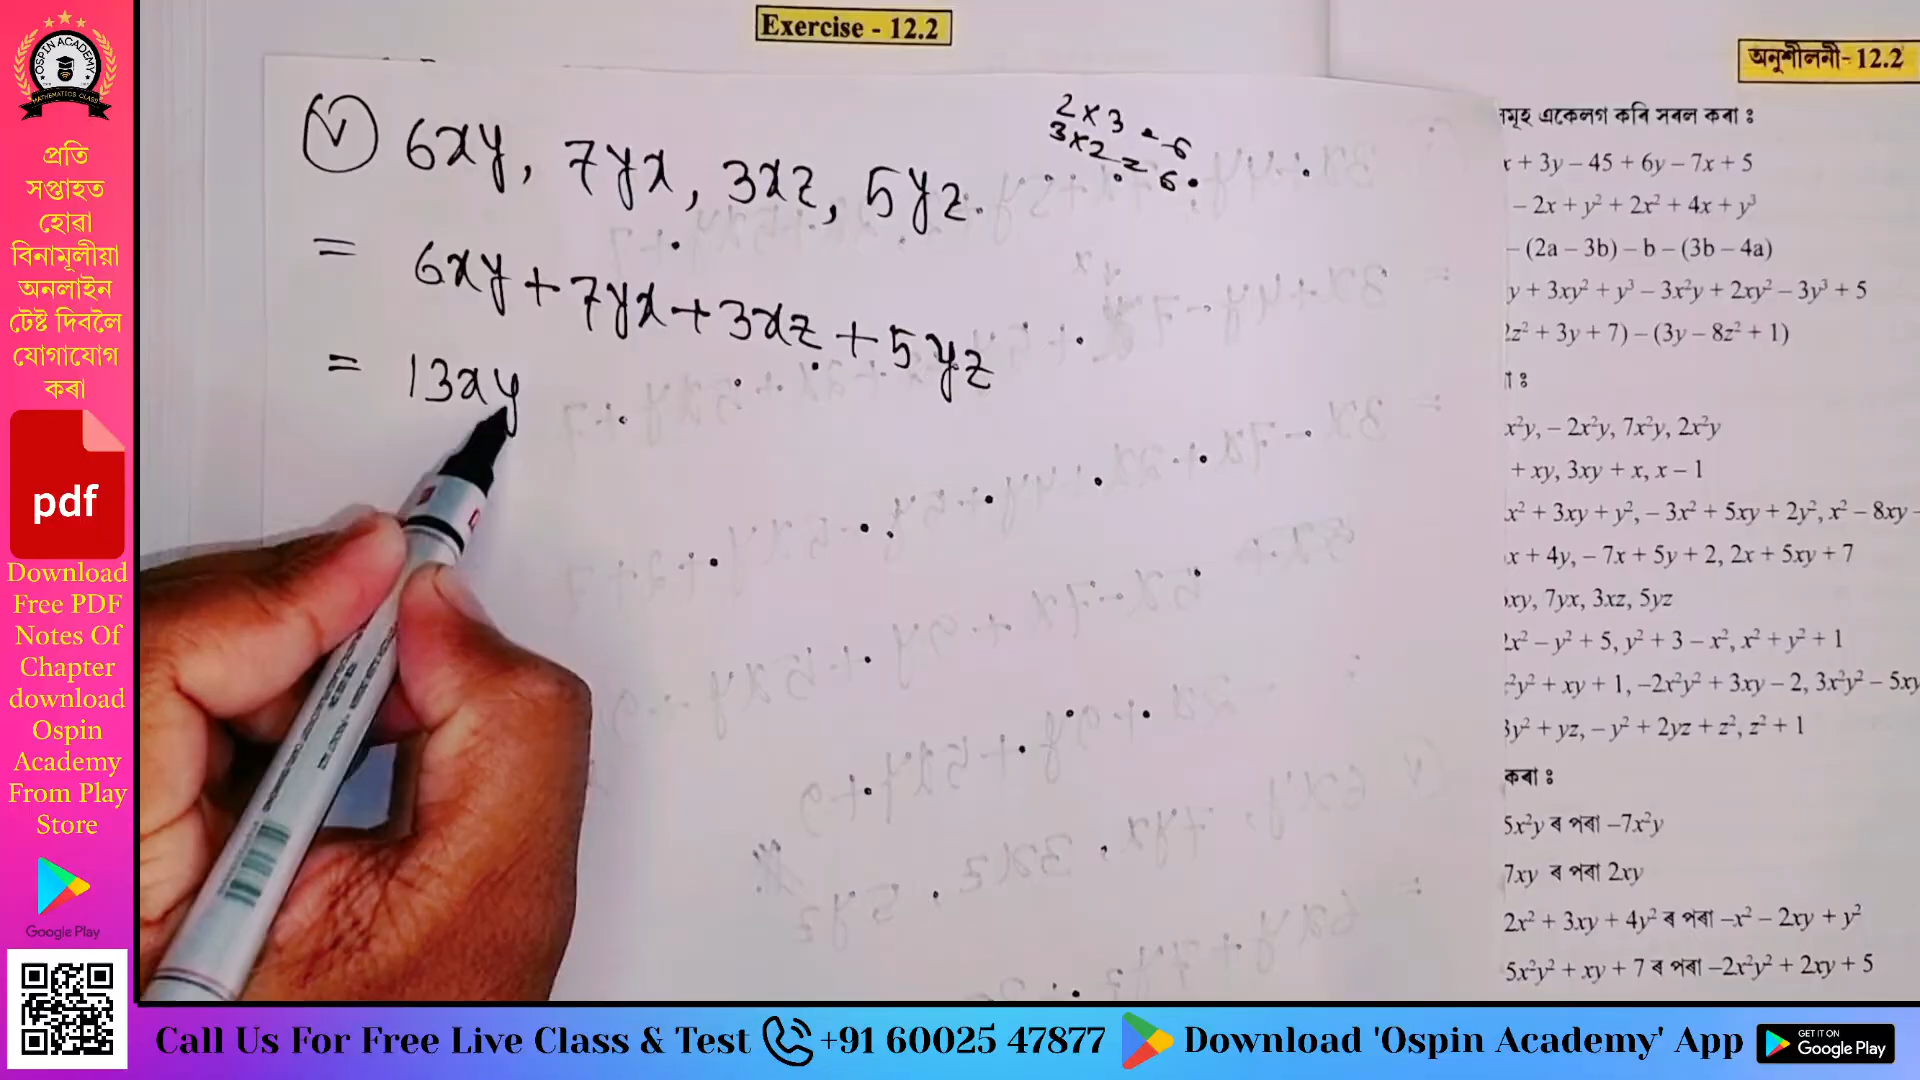 OSPIN ACADEMY
MATHEMATICS CLASS
প্ৰতি
সপ্তাহত
হোৱা
বিনামূলীয়া
অনলাইন
টেষ্ট দিবলৈ
যোগাযোগ
কৰা
pdf
Download
Free PDF
Notes Of
Chapter
download
Ospin
Academy
From Play
Store
Google Play
Exercise - 12.2
(v) 6xy, 7yx, 3xz, 5yz.
= 6xy + 7yx + 3xz + 5yz
= 13xy
2 x 3 = 6
3 x 2 = 6
অনুশীলনী- 12.2
একেলগ কৰি সৰল কৰা ঃ
x + 3y – 45 + 6y – 7x + 5
– 2x + y² + 2x² + 4x + y³
– (2a – 3b) – b – (3b – 4a)
y + 3xy² + y³ – 3x²y + 2xy² – 3y³ + 5
z² + 3y + 7) – (3y – 8z² + 1)
x²y, – 2x²y, 7x²y, 2x²y
+ xy, 3xy + x, x – 1
x² + 3xy + y², – 3x² + 5xy + 2y², x² – 8xy –
x + 4y, – 7x + 5y + 2, 2x + 5xy + 7
xy, 7yx, 3xz, 5yz
2x² – y² + 5, y² + 3 – x², x² + y² + 1
y² + xy + 1, –2x²y² + 3xy – 2, 3x²y² – 5xy
3y² + yz, – y² + 2yz + z², z² + 1
কৰা ঃ
5x²y ৰ পৰা –7x²y
7xy ৰ পৰা 2xy
2x² + 3xy + 4y² ৰ পৰা –x² – 2xy + y²
5x²y² + xy + 7 ৰ পৰা –2x²y² + 2xy + 5
Call Us For Free Live Class & Test +91 60025 47877 Download 'Ospin Academy' App
GET IT ON
Google Play